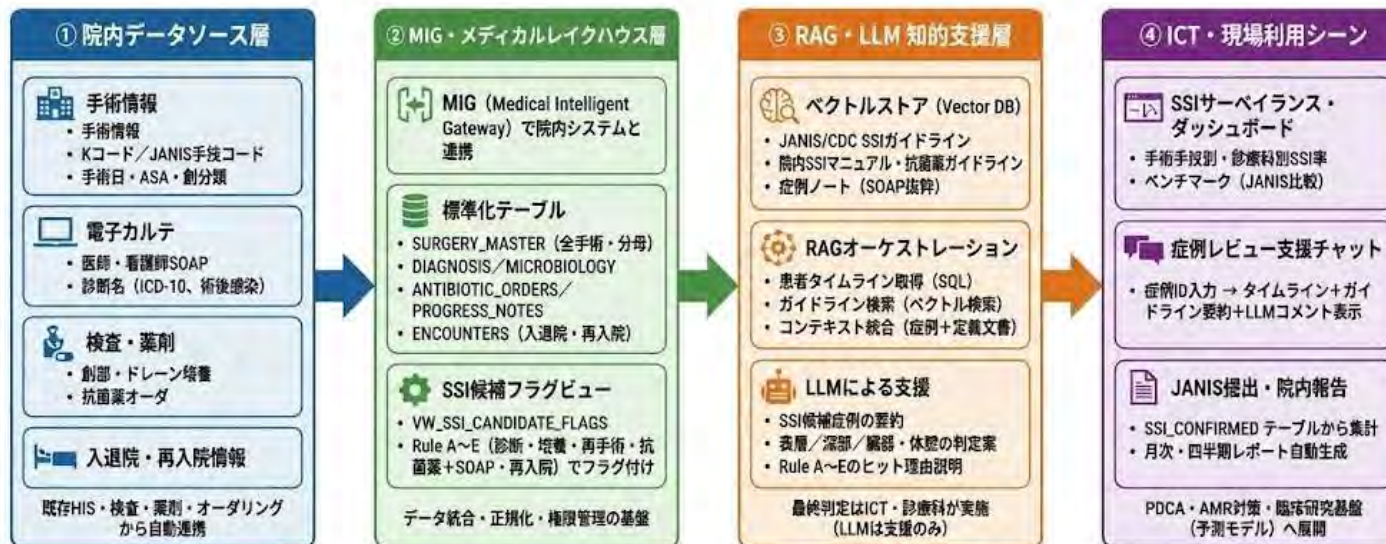 ① 院内データソース層
手術情報
• 手術情報
• Kコード／JANIS手技コード
• 手術日・ASA・創分類
電子カルテ
• 医師・看護師SOAP
• 診断名（ICD-10、術後感染）
検査・薬剤
• 創部・ドレーン培養
• 抗菌薬オーダ
入退院・再入院情報
既存HIS・検査・薬剤・オーダリング
から自動連携
② MIG・メディカルレイクハウス層
MIG（Medical Intelligent
Gateway）で院内システムと
連携
標準化テーブル
• SURGERY_MASTER（全手術・分母）
• DIAGNOSIS／MICROBIOLOGY
• ANTIBIOTIC_ORDERS／
PROGRESS_NOTES
• ENCOUNTERS（入退院・再入院）
SSI候補フラグビュー
• VW_SSI_CANDIDATE_FLAGS
• Rule A～E（診断・培養・再手術・抗
菌薬＋SOAP・再入院）でフラグ付け
データ統合・正規化・権限管理の基盤
③ RAG・LLM 知的支援層
ベクトルストア（Vector DB）
• JANIS/CDC SSIガイドライン
• 院内SSIマニュアル・抗菌薬ガイドライン
• 症例ノート（SOAP抜粋）
RAGオーケストレーション
• 患者タイムライン取得（SQL）
• ガイドライン検索（ベクトル検索）
• コンテキスト統合（症例＋定義文書）
LLMによる支援
• SSI候補症例の要約
• 表層／深部／臓器・体腔の判定案
• Rule A～Eのヒット理由説明
最終判定はICT・診療科が実施
（LLMは支援のみ）
④ ICT・現場利用シーン
SSIサーベイランス・
ダッシュボード
• 手術手技別・診療科別SSI率
• ベンチマーク（JANIS比較）
症例レビュー支援チャット
• 症例ID入力 → タイムライン＋ガイ
ドライン要約＋LLMコメント表示
JANIS提出・院内報告
• SSI_CONFIRMED テーブルから集計
• 月次・四半期レポート自動生成
PDCA・AMR対策・臨床研究基盤
（予測モデル）へ展開